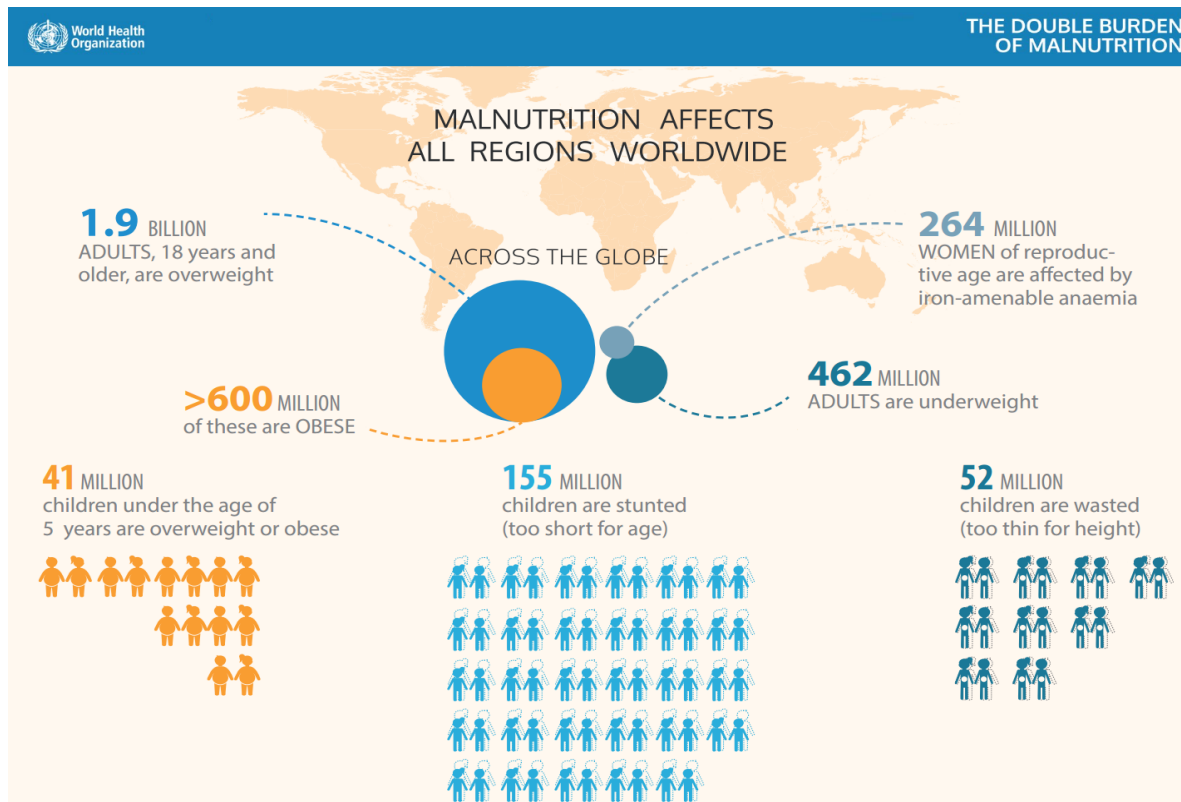 World Health
Organization
THE DOUBLE BURDEN
OF MALNUTRITION
MALNUTRITION AFFECTS
ALL REGIONS WORLDWIDE
1.9 BILLION
ADULTS, 18 years and
older, are overweight
ACROSS THE GLOBE
264 MILLION
WOMEN of reproduc-
tive age are affected by
iron-amenable anaemia
>600 MILLION
of these are OBESE
462 MILLION
ADULTS are underweight
41 MILLION
children under the age of
5 years are overweight or obese
155 MILLION
children are stunted
(too short for age)
52 MILLION
children are wasted
(too thin for height)